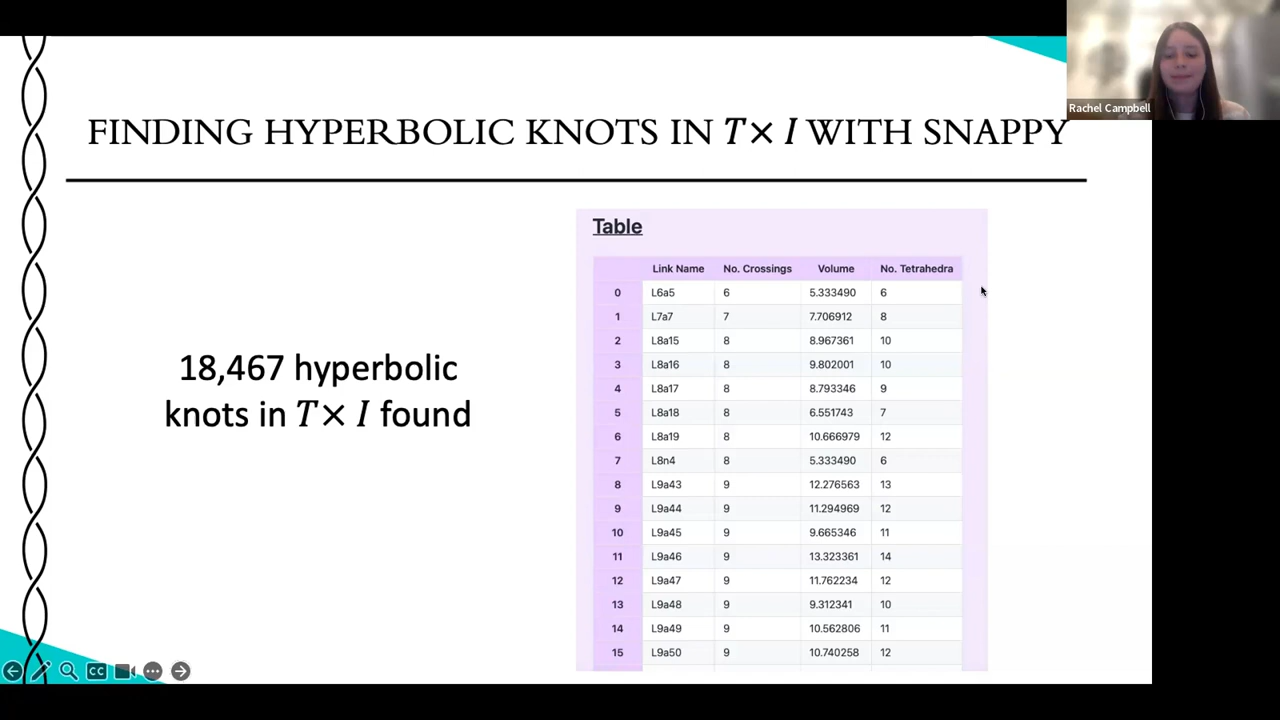 Rachel Campbell
FINDING HYPERBOLIC KNOTS IN T× I WITH SNAPPY
18,467 hyperbolic
knots in T× I found
Table
Link Name No. Crossings Volume No. Tetrahedra
0 L6a5 6 5.333490 6
1 L7a7 7 7.706912 8
2 L8a15 8 8.967361 10
3 L8a16 8 9.802001 10
4 L8a17 8 8.793346 9
5 L8a18 8 6.551743 7
6 L8a19 8 10.666979 12
7 L8n4 8 5.333490 6
8 L9a43 9 12.276563 13
9 L9a44 9 11.294969 12
10 L9a45 9 9.665346 11
11 L9a46 9 13.323361 14
12 L9a47 9 11.762234 12
13 L9a48 9 9.312341 10
14 L9a49 9 10.562806 11
15 L9a50 9 10.740258 12
CC